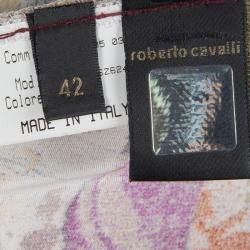 Comm
Mod
Colore
MADE IN ITALY
42
roberto cavalli